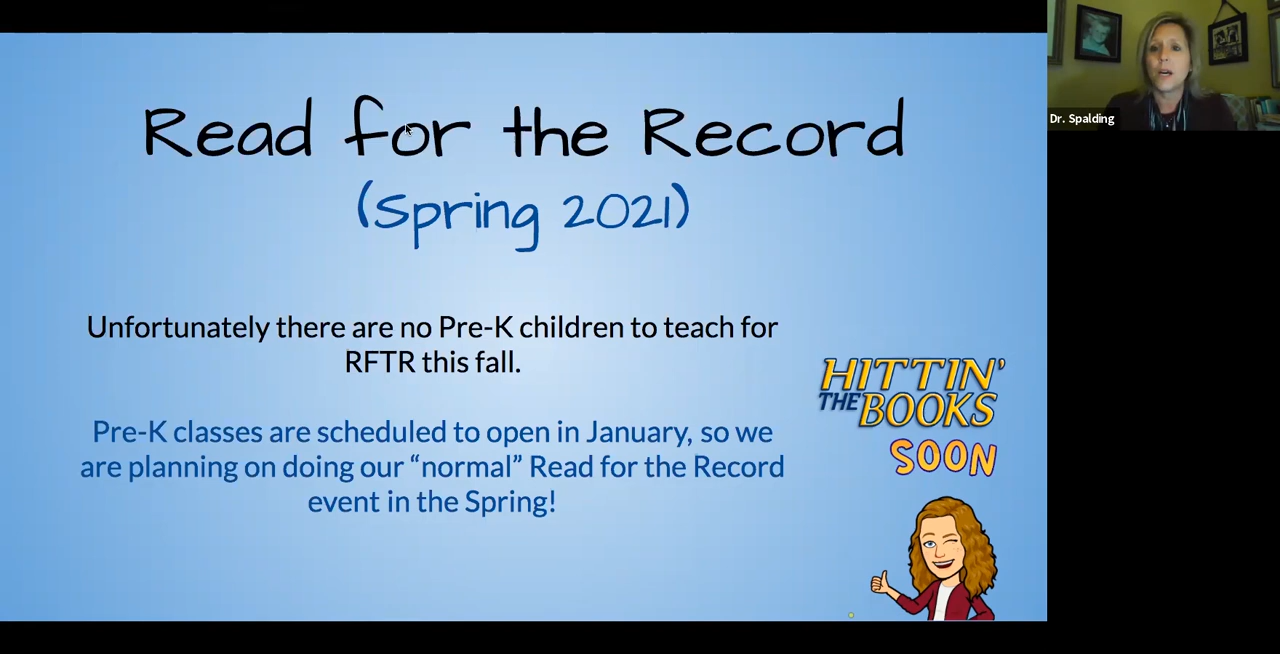 Read for the Record
(Spring 2021)
Unfortunately there are no Pre-K children to teach for
RFTR this fall.
Pre-K classes are scheduled to open in January, so we
are planning on doing our “normal” Read for the Record
event in the Spring!
HITTIN'
THE BOOKS
SOON
Dr. Spalding